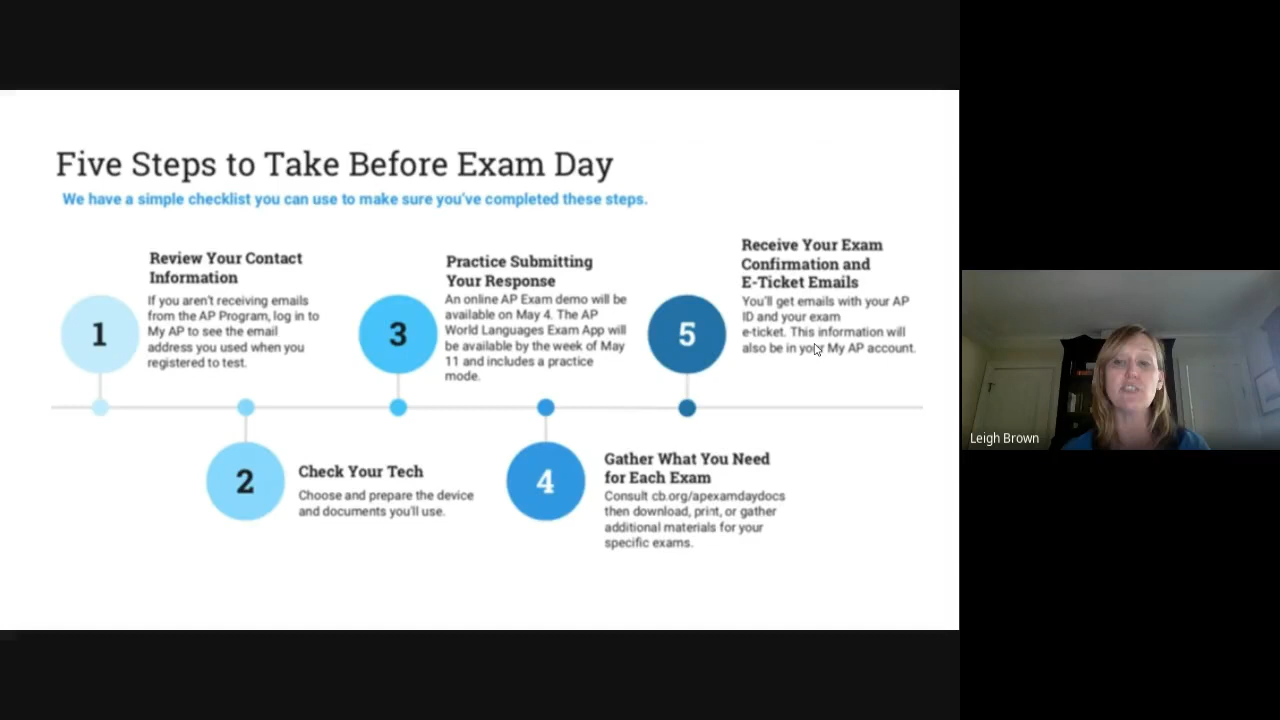 Five Steps to Take Before Exam Day
We have a simple checklist you can use to make sure you've completed these steps.
1
Review Your Contact
Information
If you aren't receiving emails
from the AP Program, log in to
My AP to see the email
address you used when you
registered to test.
2
Check Your Tech
Choose and prepare the device
and documents you'll use.
3
Practice Submitting
Your Response
An online AP Exam demo will be
available on May 4. The AP
World Languages Exam App will
be available by the week of May
11 and includes a practice
mode.
4
Gather What You Need
for Each Exam
Consult cb.org/apexamdaydocs
then download, print, or gather
additional materials for your
specific exams.
5
Receive Your Exam
Confirmation and
E-Ticket Emails
You'll get emails with your AP
ID and your exam
e-ticket. This information will
also be in your My AP account.
Leigh Brown